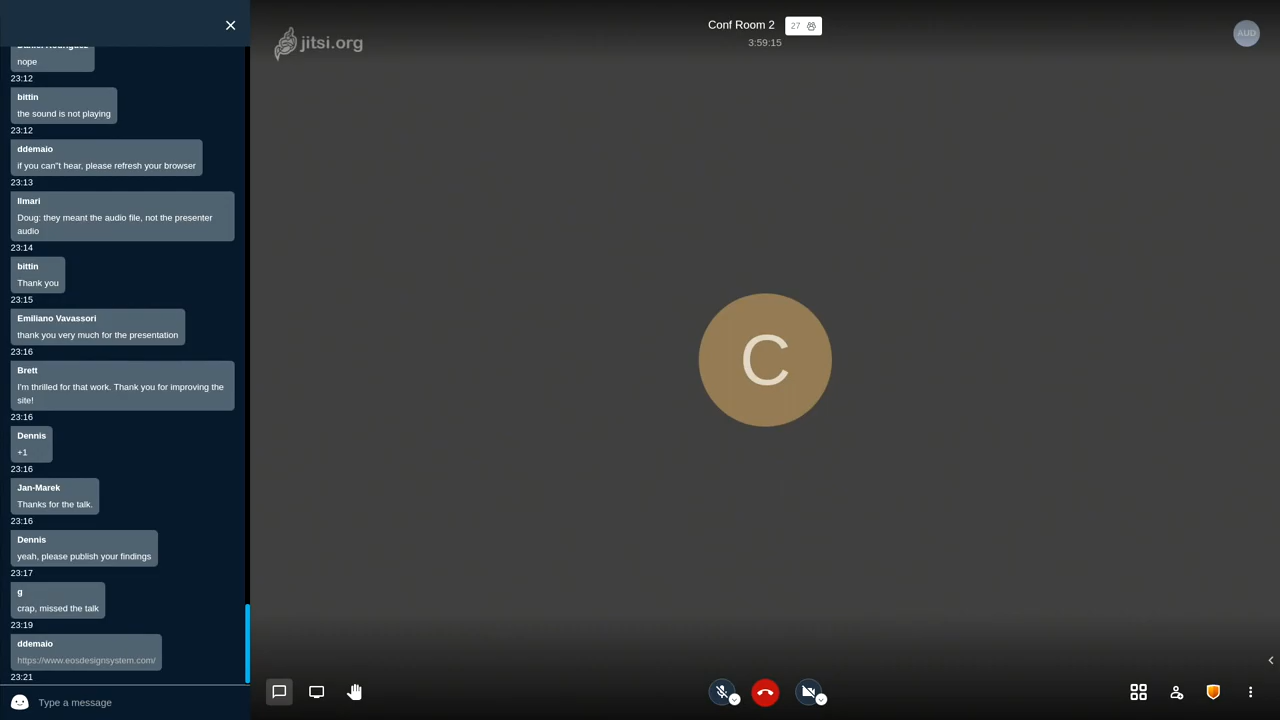 Daniel Rodriguez
nope
23:12
bittin
the sound is not playing
23:12
ddemaio
if you can"t hear, please refresh your browser
23:13
Ilmari
Doug: they meant the audio file, not the presenter
audio
23:14
bittin
Thank you
23:15
Emiliano Vavassori
thank you very much for the presentation
23:16
Brett
I'm thrilled for that work. Thank you for improving the
site!
23:16
Dennis
+1
23:16
Jan-Marek
Thanks for the talk.
23:16
Dennis
yeah, please publish your findings
23:17
g
crap, missed the talk
23:19
ddemaio
https://www.eosdesignsystem.com/
23:21
Type a message
jitsi.org
Conf Room 2
27
3:59:15
AUD
C